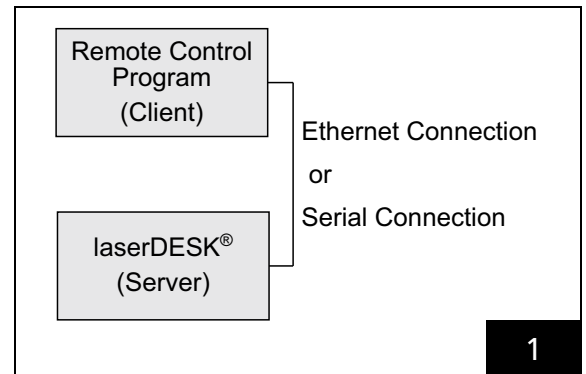 Remote Control
Program
(Client)
Ethernet Connection
or
Serial Connection
laserDESK®
(Server)
1